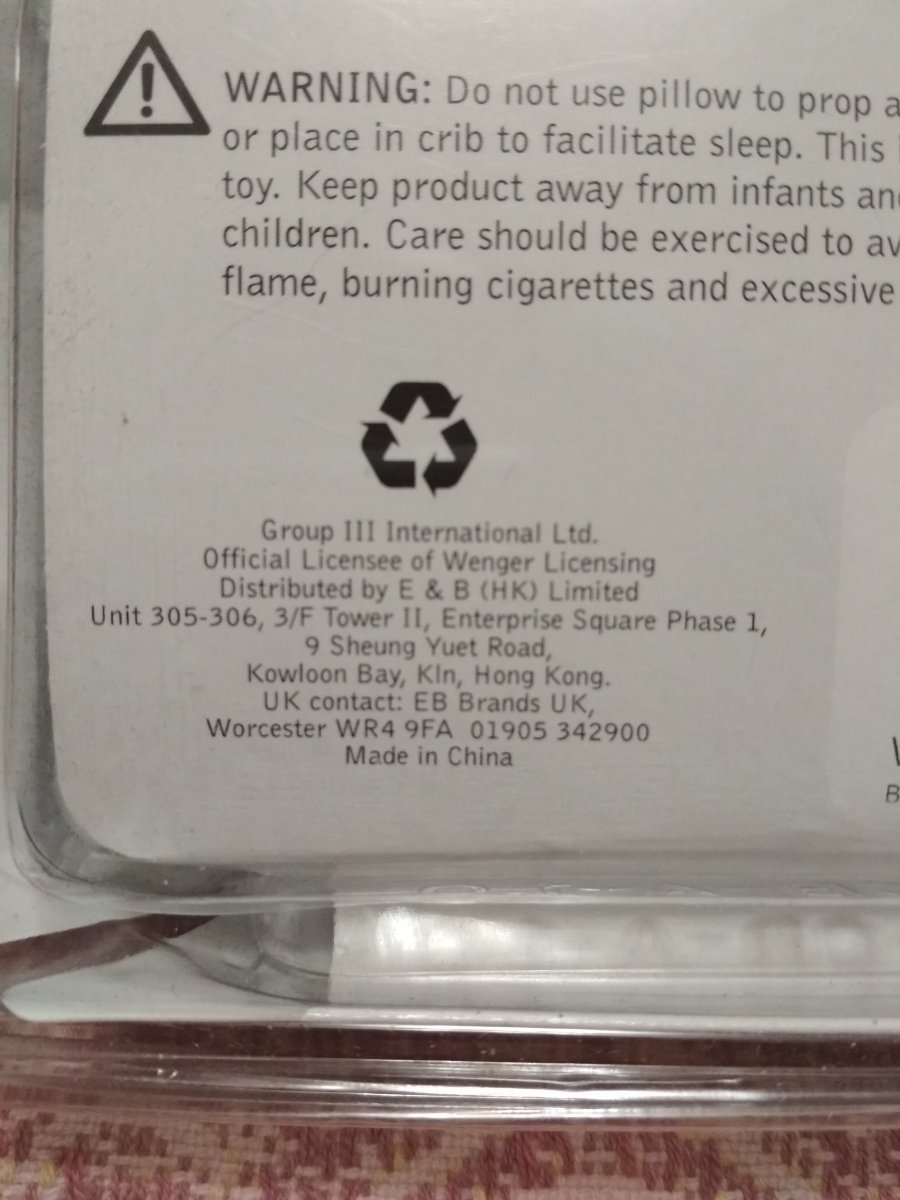 WARNING: Do not use pillow to prop a
or place in crib to facilitate sleep. This
toy. Keep product away from infants an
children. Care should be exercised to av
flame, burning cigarettes and excessive
Group III International Ltd.
Official Licensee of Wenger Licensing
Distributed by E & B (HK) Limited
Unit 305-306, 3/F Tower II, Enterprise Square Phase 1,
9 Sheung Yuet Road,
Kowloon Bay, Kln, Hong Kong.
UK contact: EB Brands UK,
Worcester WR4 9FA 01905 342900
Made in China